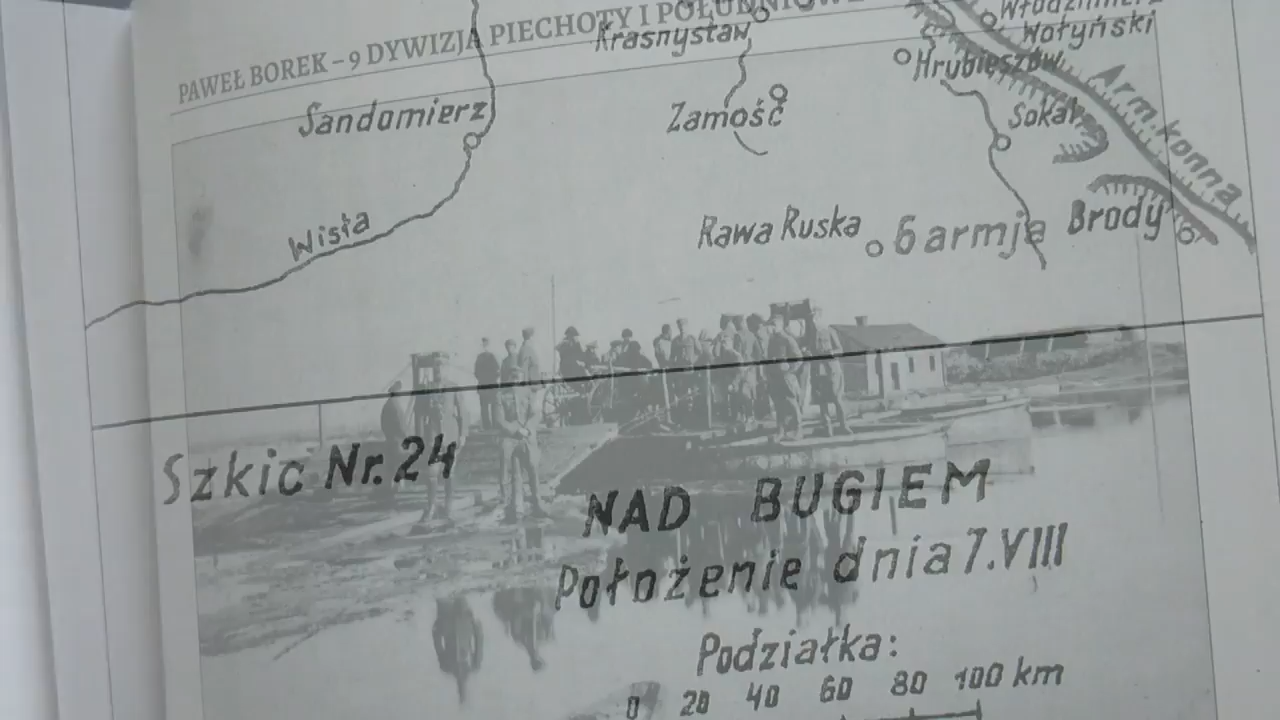 PAWEŁ BOREK – 9 DYWIZJA PIECHOTY I POŁUDNIOWE
Krasnystaw
Włodzimierz
Wołyński
Hrubieszów
Arm. konna
Sandomierz
Zamość
Sokal
Wisła
Rawa Ruska
6 armja
Brody
Szkic Nr. 24
NAD BUGIEM
Położenie dnia 7.VIII
Podziałka:
0 20 40 60 80 100 km